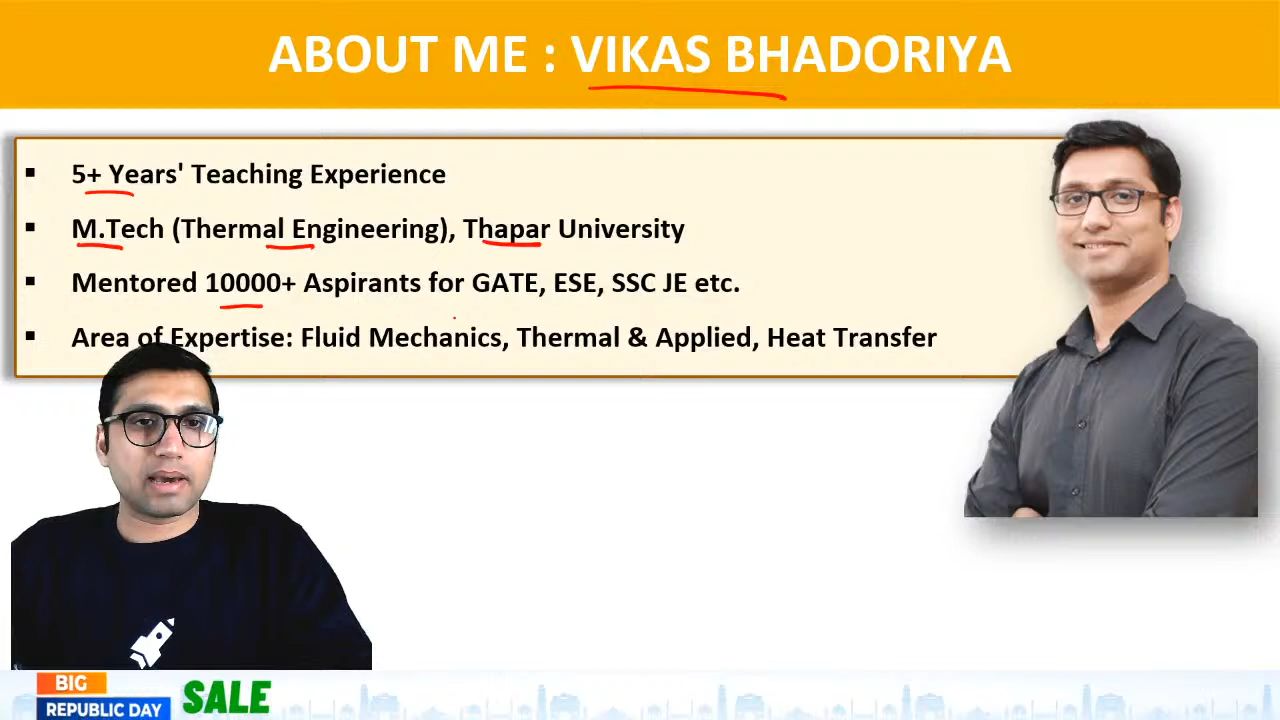 ABOUT ME : VIKAS BHADORIYA
▪ 5+ Years' Teaching Experience
▪ M.Tech (Thermal Engineering), Thapar University
▪ Mentored 10000+ Aspirants for GATE, ESE, SSC JE etc.
▪ Area of Expertise: Fluid Mechanics, Thermal & Applied, Heat Transfer
BIG
REPUBLIC DAY
SALE